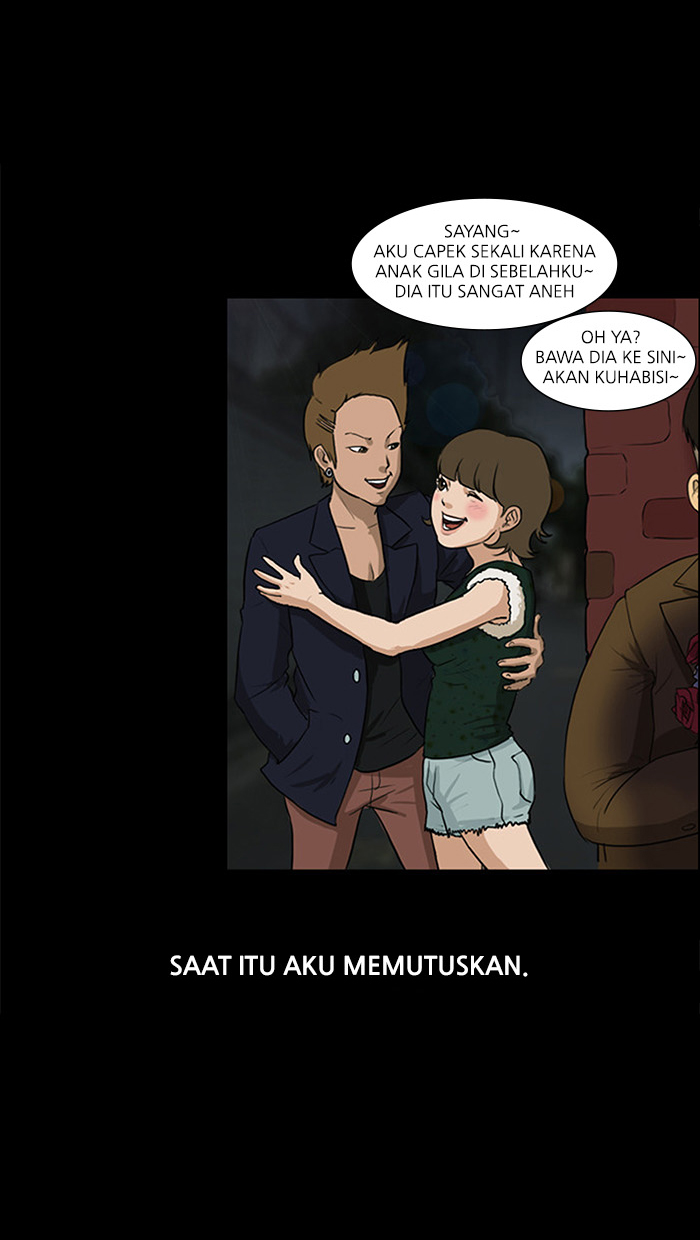 SAYANG~
AKU CAPEK SEKALI KARENA
ANAK GILA DI SEBELAHKU~
DIA ITU SANGAT ANEH
OH YA?
BAWA DIA KE SINI~
AKAN KUHABISI~
SAAT ITU AKU MEMUTUSKAN.